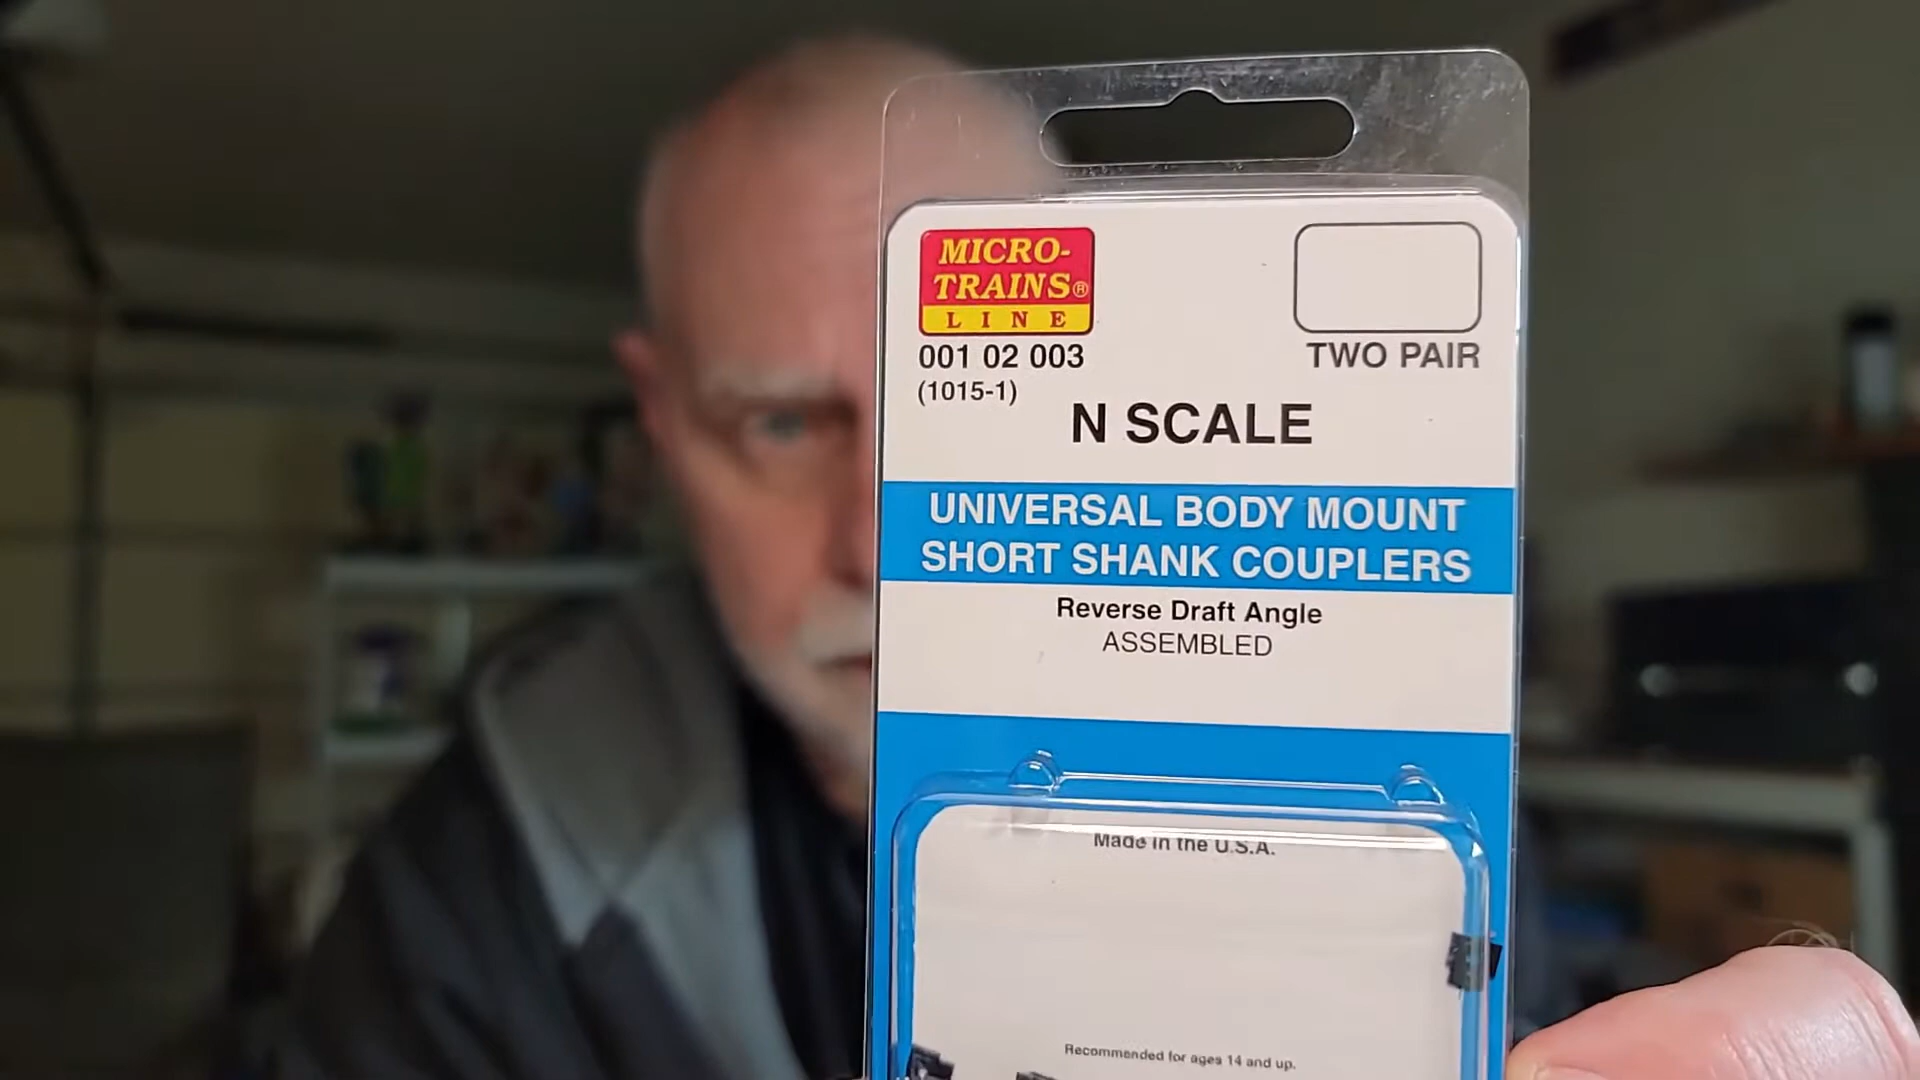 MICRO-
TRAINS®
LINE
001 02 003
(1015-1)
TWO PAIR
N SCALE
UNIVERSAL BODY MOUNT
SHORT SHANK COUPLERS
Reverse Draft Angle
ASSEMBLED
Made in the U.S.A.
Recommended for ages 14 and up.